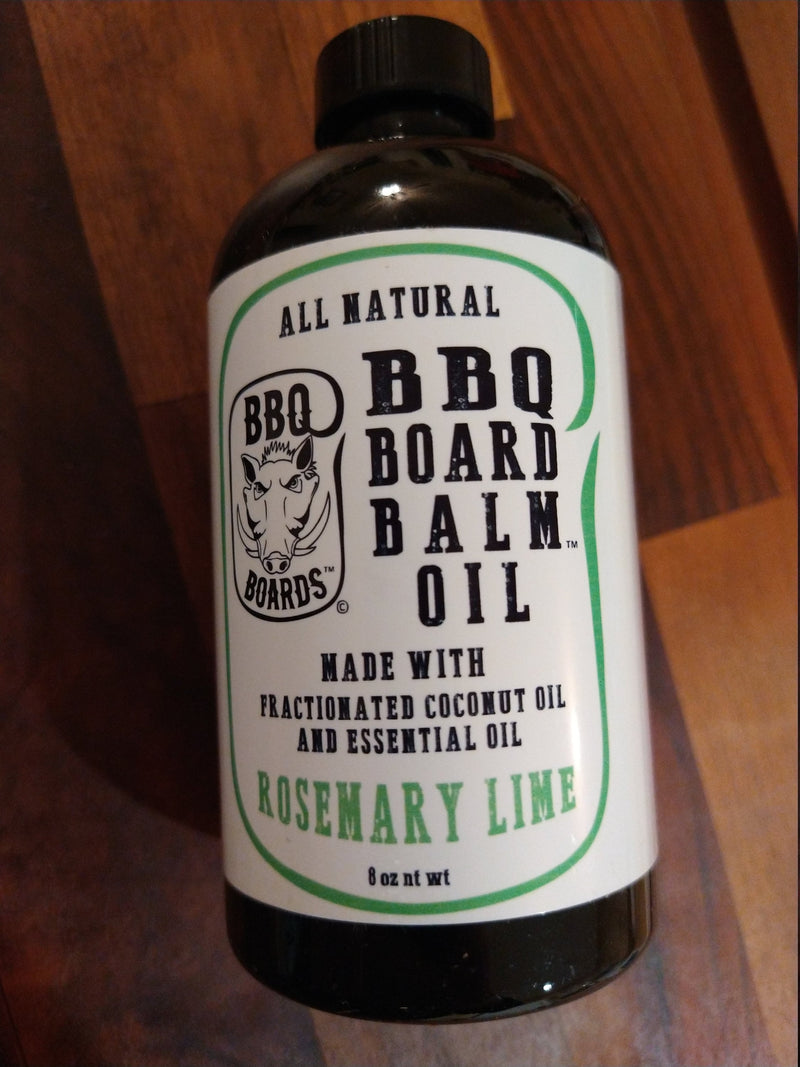 ALL NATURAL
BBQ
BOARDS™
©
BBQ
BOARD
BALM™
OIL
MADE WITH
FRACTIONATED COCONUT OIL
AND ESSENTIAL OIL
ROSEMARY LIME
8 oz nt wt